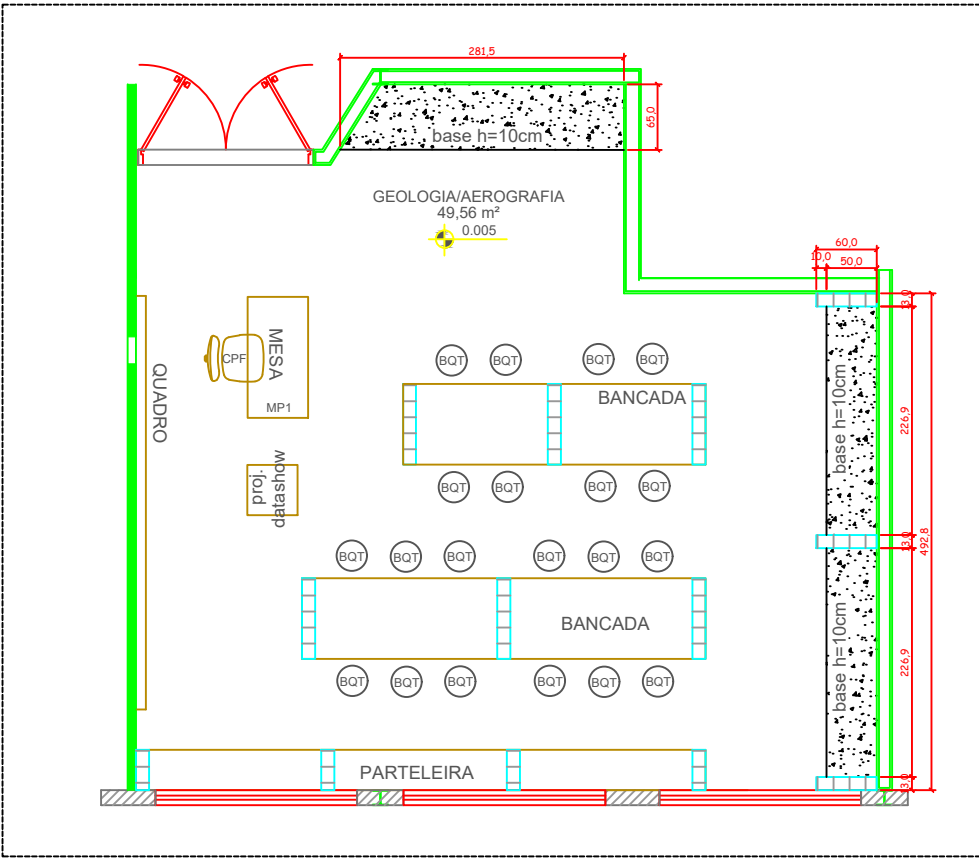 281,5
65,0
base h=10cm
GEOLOGIA/AEROGRAFIA
49,56 m²
0.005
60,0
10,0
50,0
13,0
QUADRO
CPF
MESA
MP1
BQT
BQT
BQT
BQT
BANCADA
base h=10cm
226,9
proj.
datashow
BQT
BQT
BQT
BQT
13,0
492,8
BQT
BQT
BQT
BQT
BQT
BQT
BANCADA
base h=10cm
226,9
BQT
BQT
BQT
BQT
BQT
BQT
PARTELEIRA
13,0